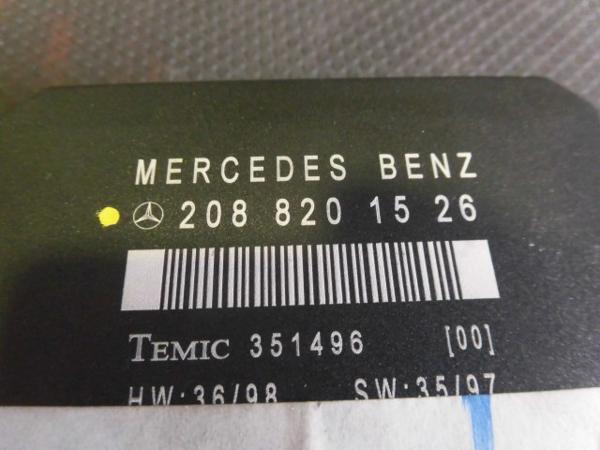 MERCEDES BENZ
208 820 15 26
TEMIC 351496 [00]
HW:36/98 SW:35/97